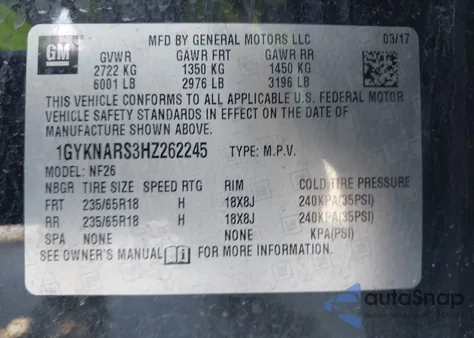 GM
MFD BY GENERAL MOTORS LLC 03/17
GVWR GAWR FRT GAWR RR
2722 KG 1350 KG 1450 KG
6001 LB 2976 LB 3196 LB
THIS VEHICLE CONFORMS TO ALL APPLICABLE U.S. FEDERAL MOTOR
VEHICLE SAFETY STANDARDS IN EFFECT ON THE DATE OF
MANUFACTURE SHOWN ABOVE.
1GYKNARS3HZ262245 TYPE: M.P.V.
MODEL: NF26
NBGR TIRE SIZE SPEED RTG RIM COLD TIRE PRESSURE
FRT 235/65R18 H 18X8J 240KPA(35PSI)
RR 235/65R18 H 18X8J 240KPA(35PSI)
SPA NONE NONE KPA(PSI)
SEE OWNER'S MANUAL FOR MORE INFORMATION.
autoSnap